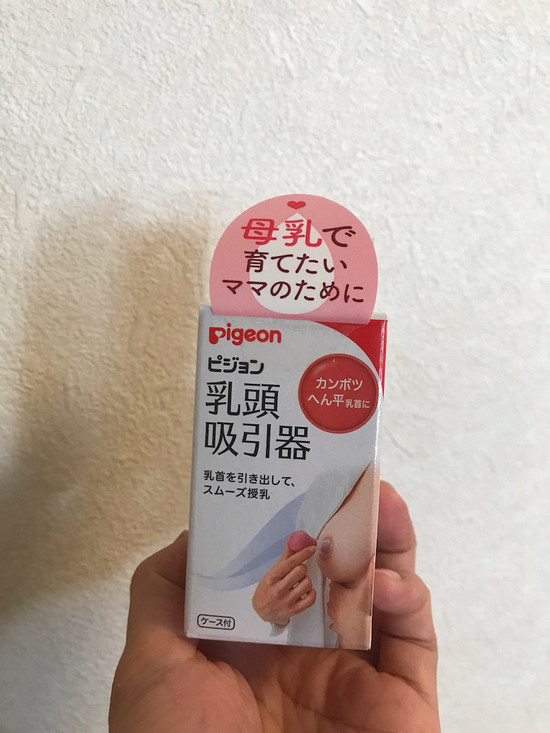 母乳で
育てたい
ママのために
Pigeon
ピジョン
カンボツ
へん平乳首に
乳頭
吸引器
乳首を引き出して、
スムーズ授乳
ケース付